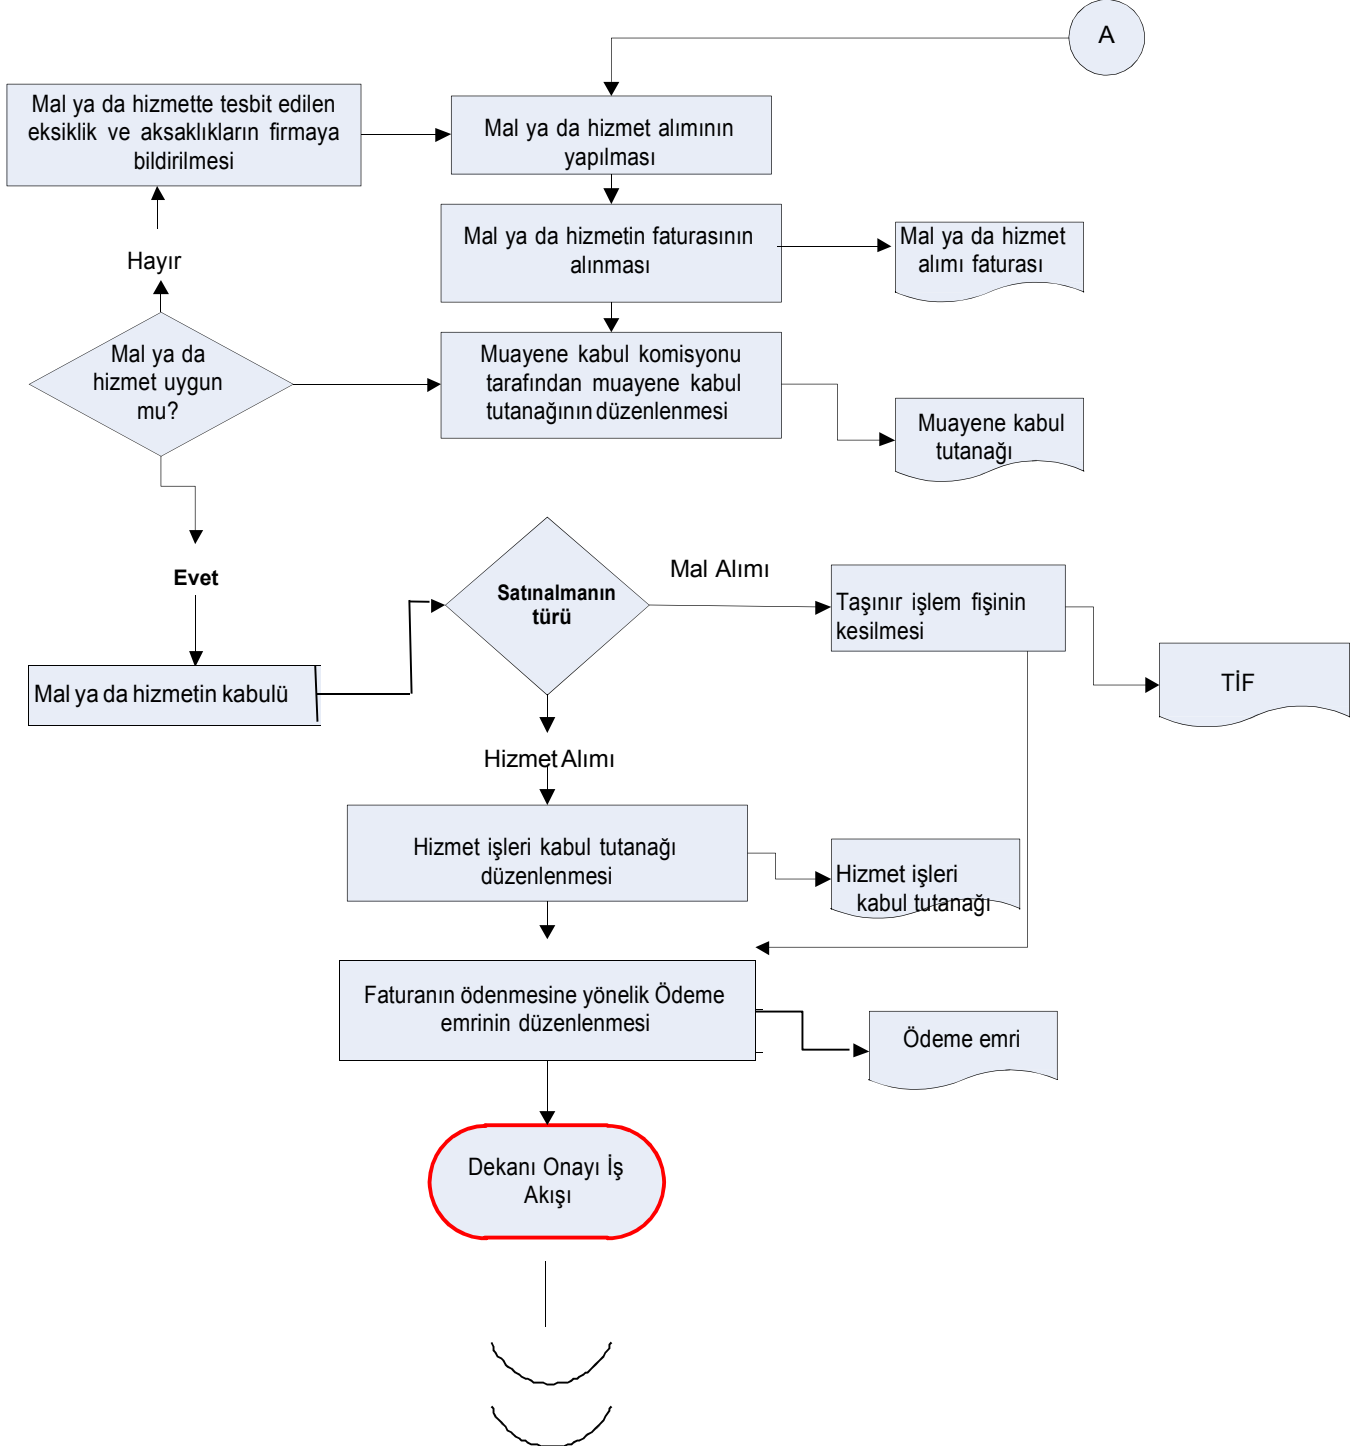 A
Mal ya da hizmette tesbit edilen
eksiklik ve aksaklıkların firmaya
bildirilmesi
Mal ya da hizmet alımının
yapılması
Mal ya da hizmetin faturasının
alınması
Mal ya da hizmet
alımı faturası
Hayır
Mal ya da
hizmet uygun
mu?
Muayene kabul komisyonu
tarafından muayene kabul
tutanağının düzenlenmesi
Muayene kabul
tutanağı
Evet
Satınalmanın
türü
Mal Alımı
Taşınır işlem fişinin
kesilmesi
TİF
Mal ya da hizmetin kabulü
Hizmet Alımı
Hizmet işleri kabul tutanağı
düzenlenmesi
Hizmet işleri
kabul tutanağı
Faturanın ödenmesine yönelik Ödeme
emrinin düzenlenmesi
Ödeme emri
Dekanı Onayı İş
Akışı